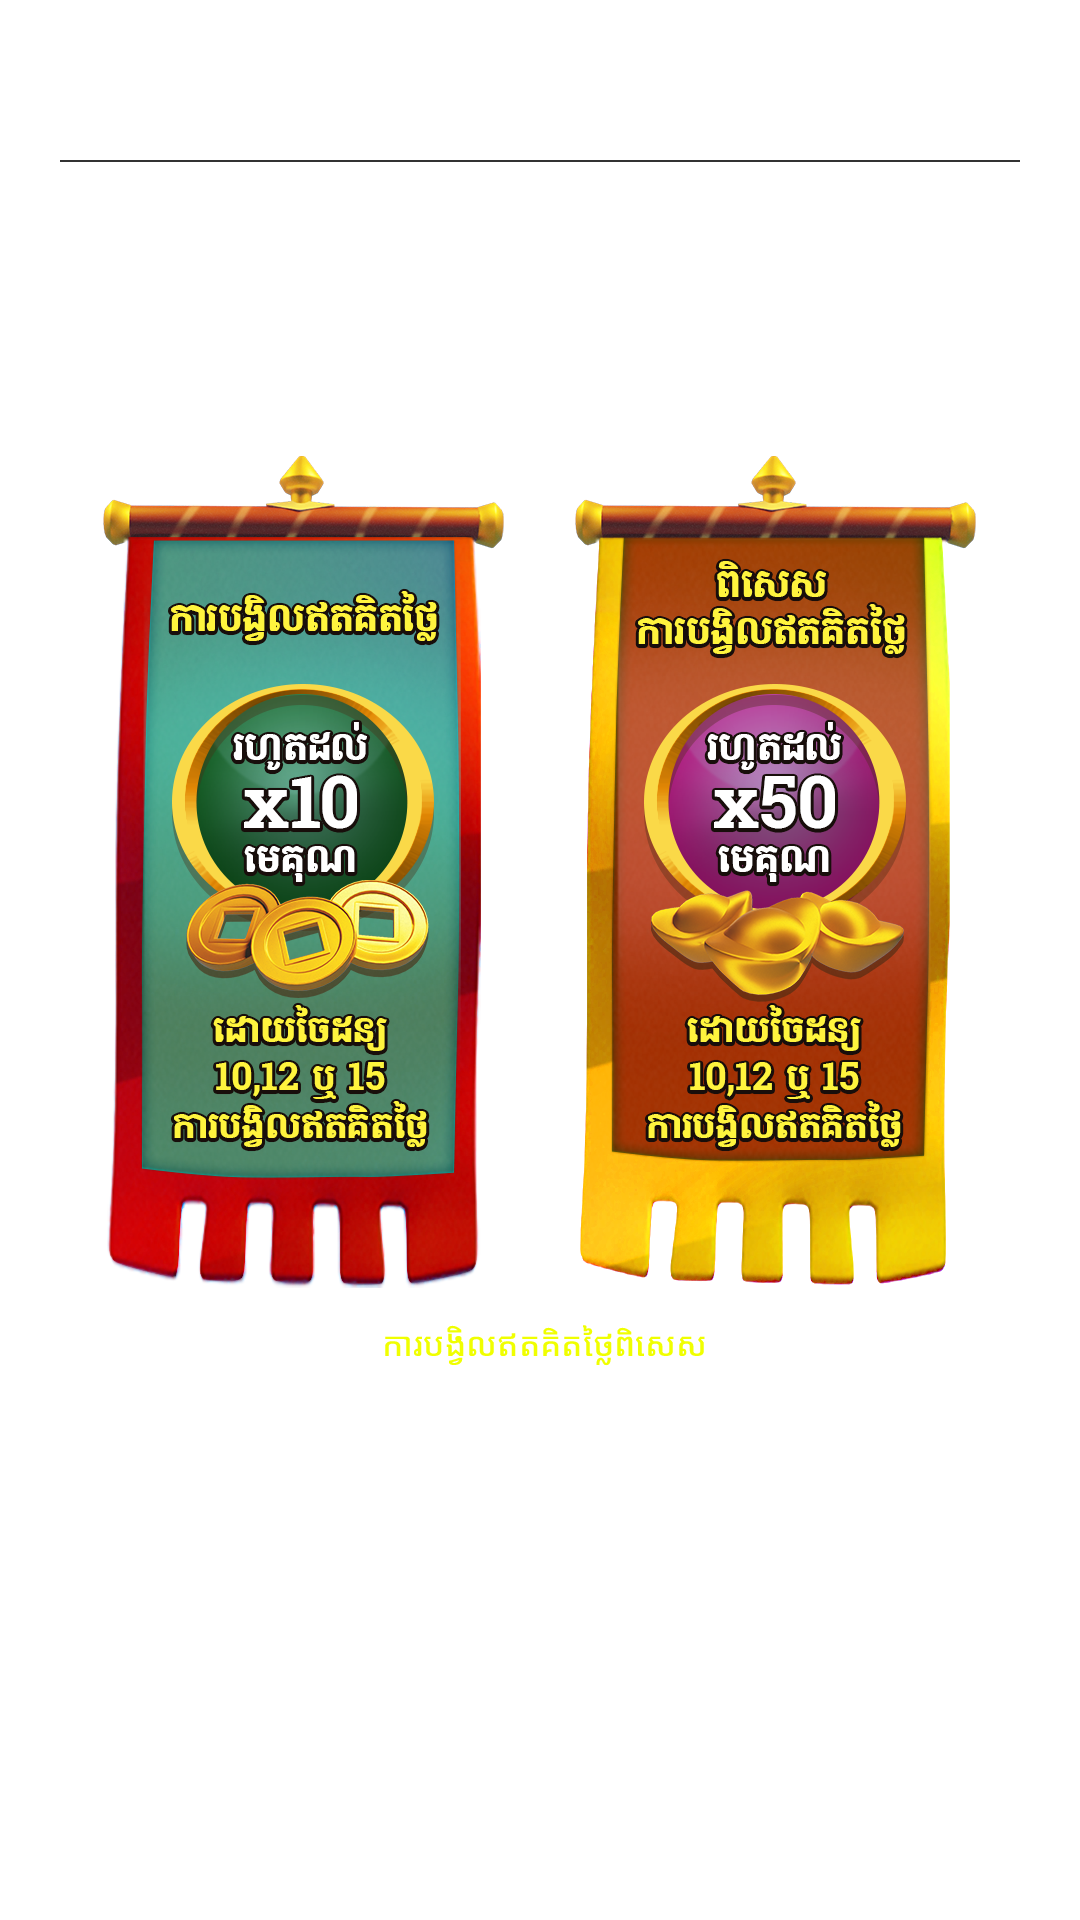 ការបង្វិលឥតគិតថ្លៃ
រហូតដល់
x10
មេគុណ
ដោយចៃដន្យ
10,12 ឬ 15
ការបង្វិលឥតគិតថ្លៃ
ពិសេស
ការបង្វិលឥតគិតថ្លៃ
រហូតដល់
x50
មេគុណ
ដោយចៃដន្យ
10,12 ឬ 15
ការបង្វិលឥតគិតថ្លៃ
ការបង្វិលឥតគិតថ្លៃពិសេស